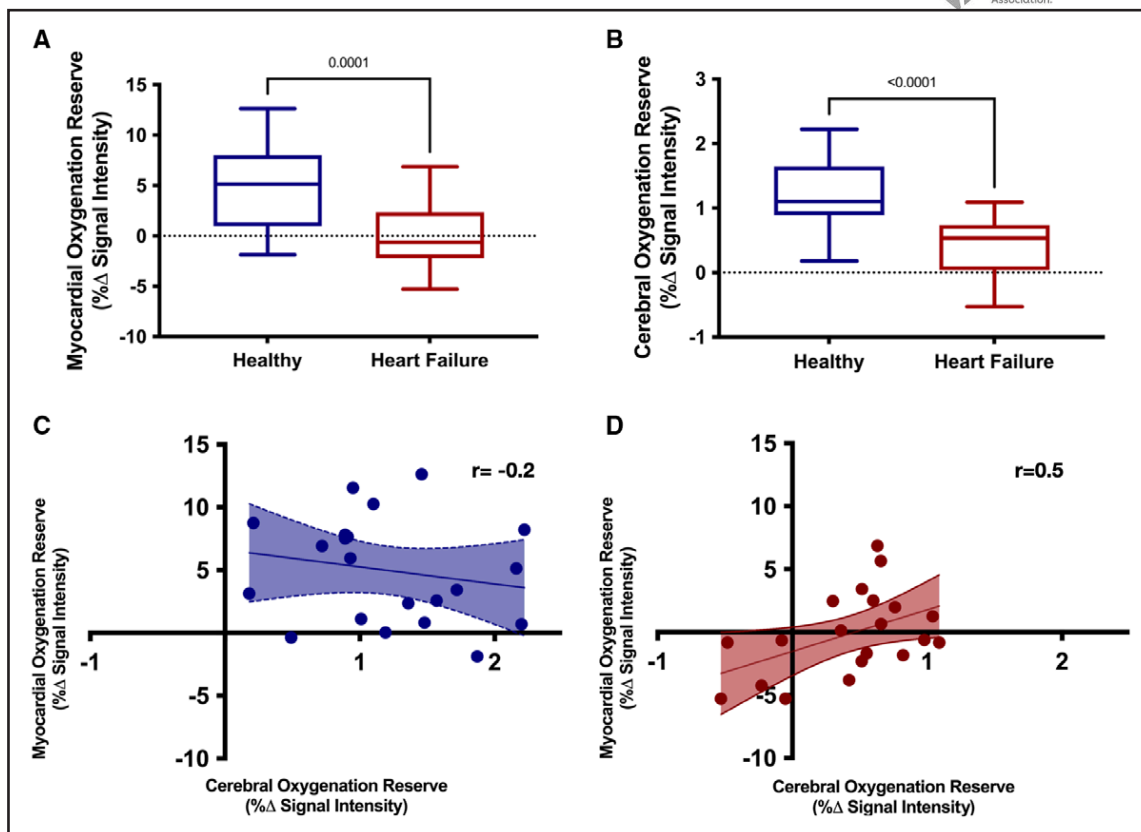 Association.
A
0.0001
15
10
5
0
-5
-10
Myocardial Oxygenation Reserve
(%Δ Signal Intensity)
Healthy
Heart Failure
B
<0.0001
3
2
1
0
-1
Cerebral Oxygenation Reserve
(%Δ Signal Intensity)
Healthy
Heart Failure
C
r= -0.2
15
10
5
-5
-10
-1
1
2
Myocardial Oxygenation Reserve
(%Δ Signal Intensity)
Cerebral Oxygenation Reserve
(%Δ Signal Intensity)
D
r=0.5
15
10
5
-5
-10
-1
0
1
2
Myocardial Oxygenation Reserve
(%Δ Signal Intensity)
Cerebral Oxygenation Reserve
(%Δ Signal Intensity)